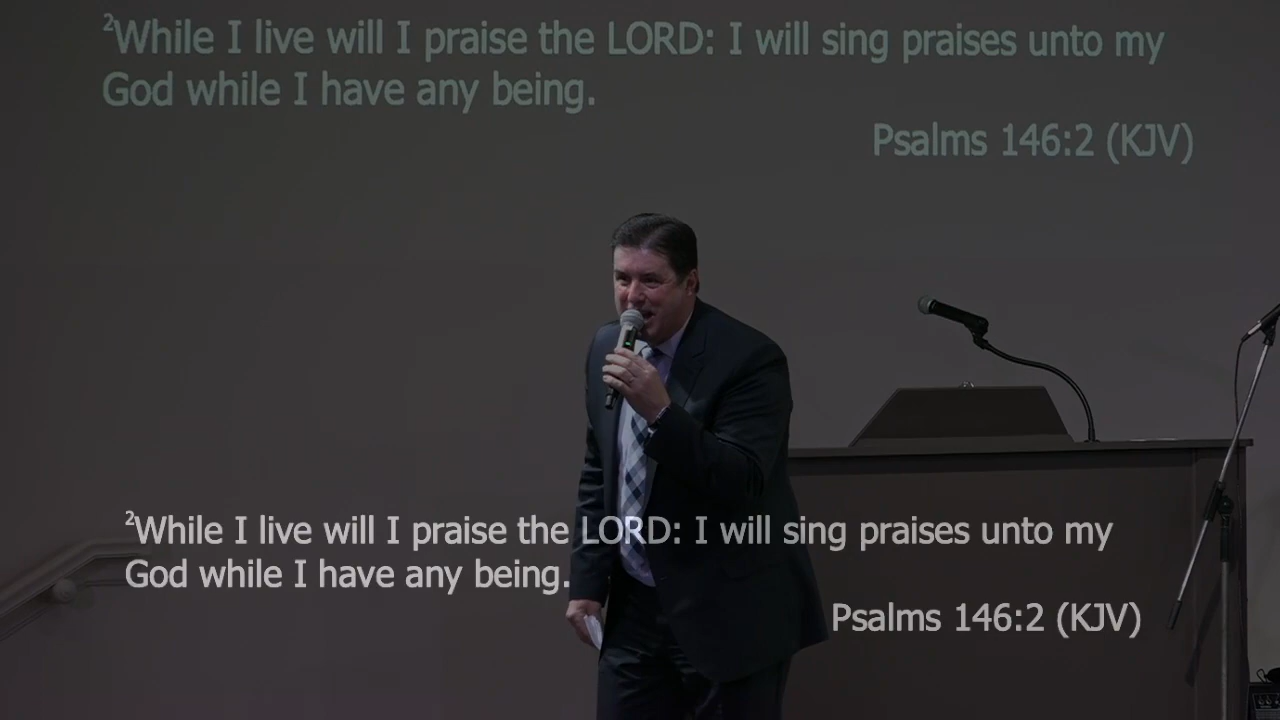 ²While I live will I praise the LORD: I will sing praises unto my
God while I have any being.
Psalms 146:2 (KJV)
²While I live will I praise the LORD: I will sing praises unto my
God while I have any being.
Psalms 146:2 (KJV)